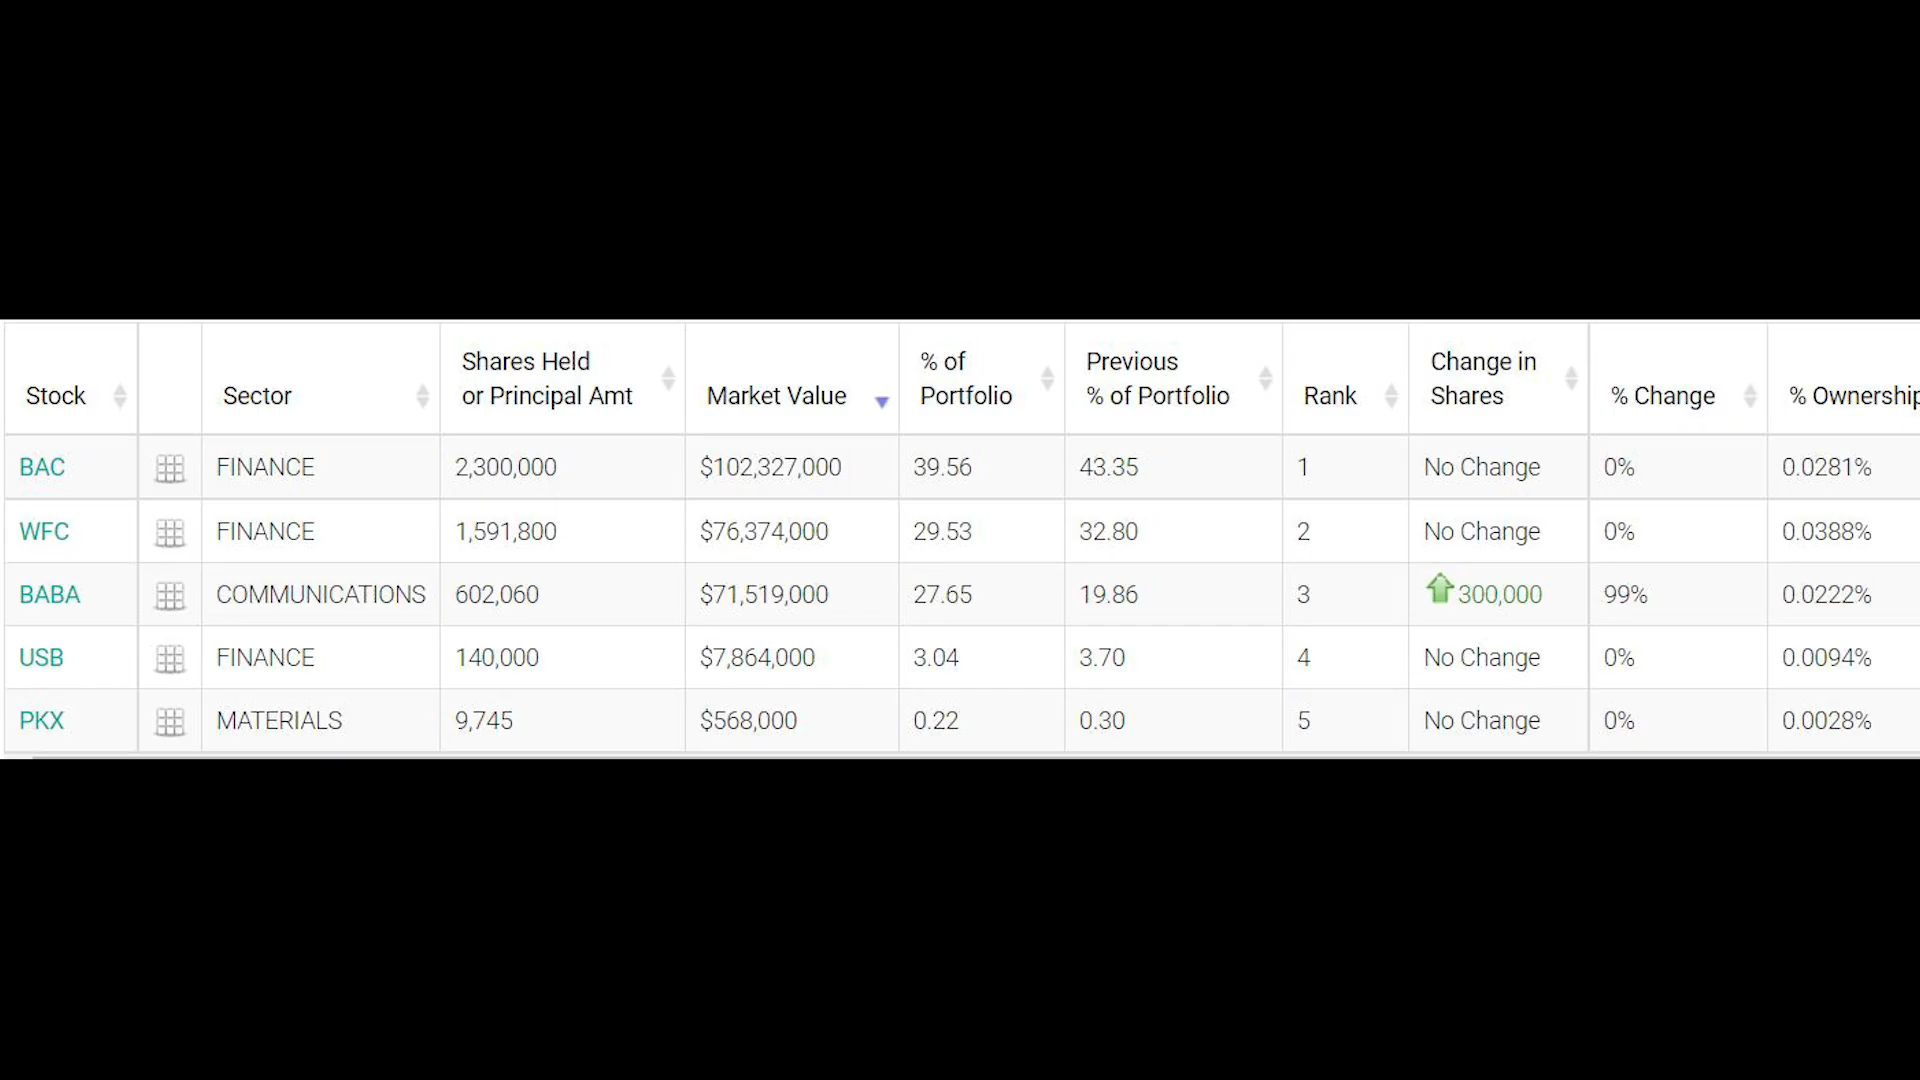 Stock Sector Shares Held or Principal Amt Market Value % of Portfolio Previous % of Portfolio Rank Change in Shares % Change % Ownership
BAC FINANCE 2,300,000 $102,327,000 39.56 43.35 1 No Change 0% 0.0281%
WFC FINANCE 1,591,800 $76,374,000 29.53 32.80 2 No Change 0% 0.0388%
BABA COMMUNICATIONS 602,060 $71,519,000 27.65 19.86 3 300,000 99% 0.0222%
USB FINANCE 140,000 $7,864,000 3.04 3.70 4 No Change 0% 0.0094%
PKX MATERIALS 9,745 $568,000 0.22 0.30 5 No Change 0% 0.0028%